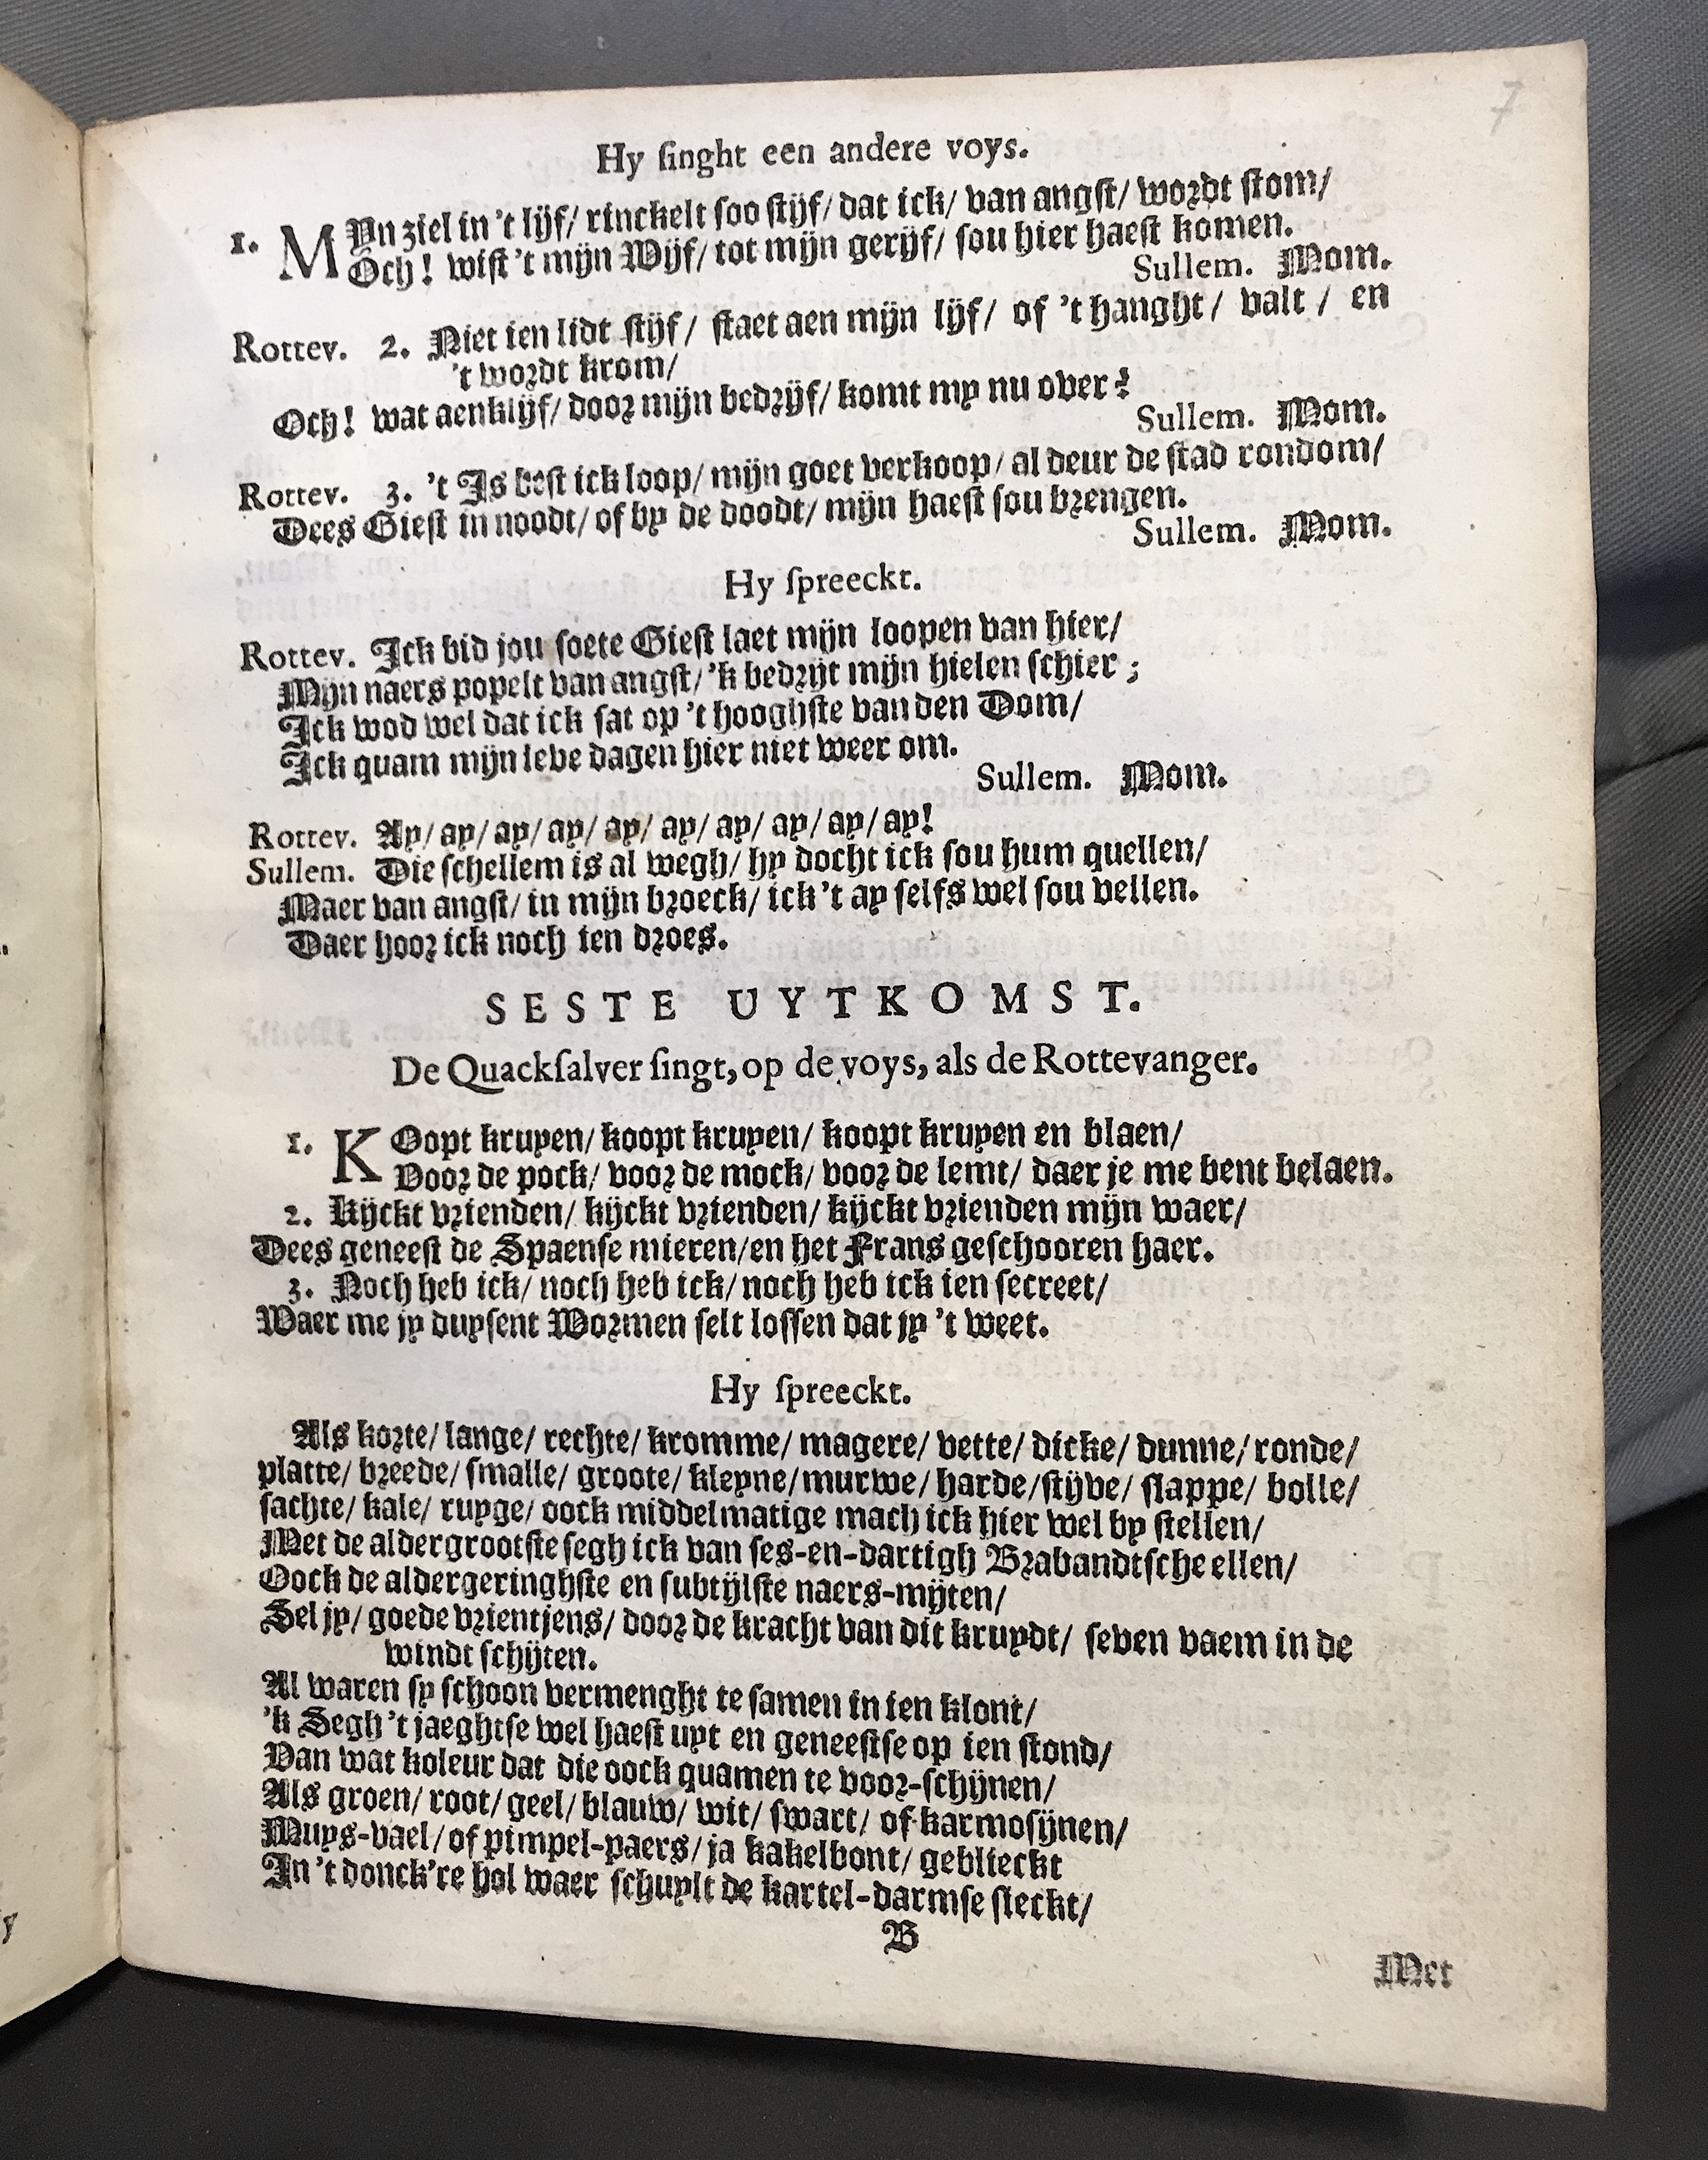 7
Hy ſinght een andere voys.
1. MYn ziel in 't lijf/ rinckelt ſoo ſtijf/ dat ick/ van angſt/ wordt ſtom/
Och! wiſt 't mijn Wijf/ tot mijn gerijf/ ſou hier haeſt komen.
Sullem. Mom.
Rottev. 2. Niet ien lidt ſtijf/ ſtaet aen mijn lijf/ of 't hanght/ valt/ en
't wordt krom/
Och! wat aenklijf/ door mijn bedrijf/ komt my nu over?
Sullem. Mom.
Rottev. 3. 't Is beſt ick loop/ mijn goet verkoop/ al deur de ſtad rondom/
Dees Gieſt in noodt/ of by de doodt/ mijn haeſt ſou brengen.
Sullem. Mom.
Hy ſpreeckt.
Rottev. Ick bid jou ſoete Gieſt laet mijn loopen van hier/
Mijn naers popelt van angſt/ 'k bedrijt mijn hielen ſchier;
Ick wod wel dat ick ſat op 't hooghſte van den Dom/
Ick quam mijn leve dagen hier niet weer om.
Sullem. Mom.
Rottev. Ay/ ay/ ay/ ay/ ay/ ay/ ay/ ay/ ay/ ay!
Sullem. Die ſchellem is al wegh/ hy docht ick ſou hum quellen/
Maer van angſt/ in mijn broeck/ ick 't ay ſelfs wel ſou vellen.
Daer hoor ick noch ien droes.
SESTE UYTKOMST.
De Quackſalver ſingt, op de voys, als de Rottevanger.
1. KOopt kruyen/ koopt kruyen/ koopt kruyen en blaen/
Voor de pock/ voor de mock/ voor de lemt/ daer je me bent belaen.
2. Kijckt vrienden/ kijckt vrienden/ kijckt vrienden mijn waer/
Dees geneeſt de Spaenſe mieren/ en het Frans geſchooren haer.
3. Noch heb ick/ noch heb ick/ noch heb ick ien ſecreet/
Waer me jy duyſent Wormen ſelt loſſen dat jy 't weet.
Hy ſpreeckt.
Als korte/ lange/ rechte/ kromme/ magere/ vette/ dicke/ dunne/ ronde/
platte/ breede/ ſmalle/ groote/ kleyne/ murwe/ harde/ ſtijve/ ſlappe/ bolle/
ſachte/ kale/ ruyge/ oock middelmatige mach ick hier wel by ſtellen/
Met de aldergrootſte ſegh ick van ſes-en-dartigh Brabandtſche ellen/
Oock de aldergeringhſte en ſubtijlſte naers-mijten/
Sel jy/ goede vrientjens/ door de kracht van dit kruydt/ ſeven vaem in de
windt ſchijten.
Al waren ſy ſchoon vermenght te ſamen in ien klont/
'k Segh 't jaeghtſe wel haeſt uyt en geneeſtſe op ien ſtond/
Van wat koleur dat die oock quamen te voor-ſchijnen/
Als groen/ root/ geel/ blauw/ wit/ ſwart/ of karmoſijnen/
Muys-vael/ of pimpel-paers/ ja kakelbont/ geblieckt
In 't donck're hol waer ſchuylt de kartel-darmſe ſieckt/
B
Met